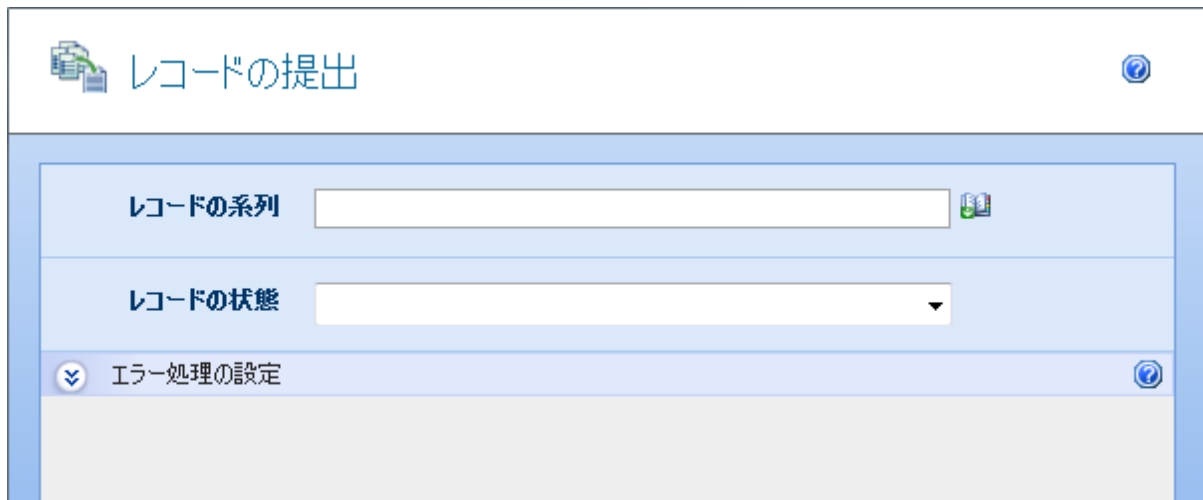 レコードの提出
レコードの系列
レコードの状態
エラー処理の設定